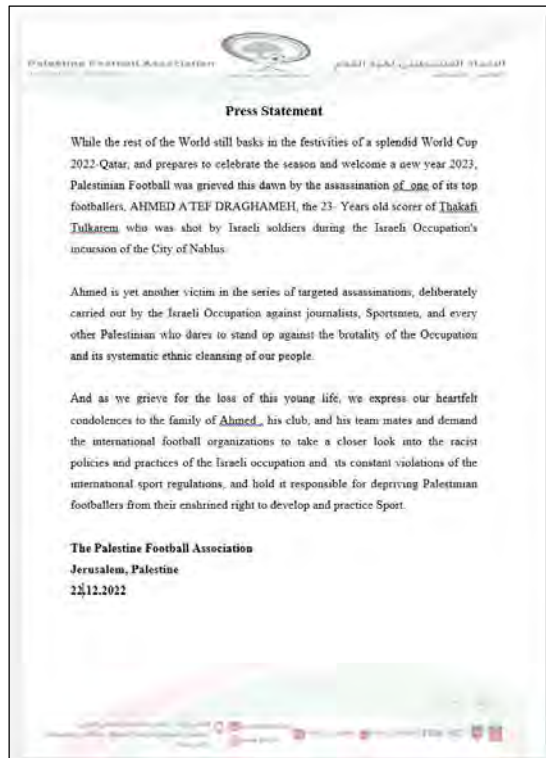 Palestine Football Association
الاتحاد الفلسطيني لكرة القدم
Press Statement
While the rest of the World still basks in the festivities of a splendid World Cup
2022-Qatar, and prepares to celebrate the season and welcome a new year 2023,
Palestinian Football was grieved this dawn by the assassination of one of its top
footballers, AHMED A'TEF DRAGHAMEH, the 23- Years old scorer of Thakafi
Tulkarem who was shot by Israeli soldiers during the Israeli Occupation's
incursion of the City of Nablus.
Ahmed is yet another victim in the series of targeted assassinations, deliberately
carried out by the Israeli Occupation against journalists, Sportsmen, and every
other Palestinian who dares to stand up against the brutality of the Occupation
and its systematic ethnic cleansing of our people.
And as we grieve for the loss of this young life, we express our heartfelt
condolences to the family of Ahmed , his club, and his team mates and demand
the international football organizations to take a closer look into the racist
policies and practices of the Israeli occupation and its constant violations of the
international sport regulations, and hold it responsible for depriving Palestinian
footballers from their enshrined right to develop and practice Sport.
The Palestine Football Association
Jerusalem, Palestine
22.12.2022